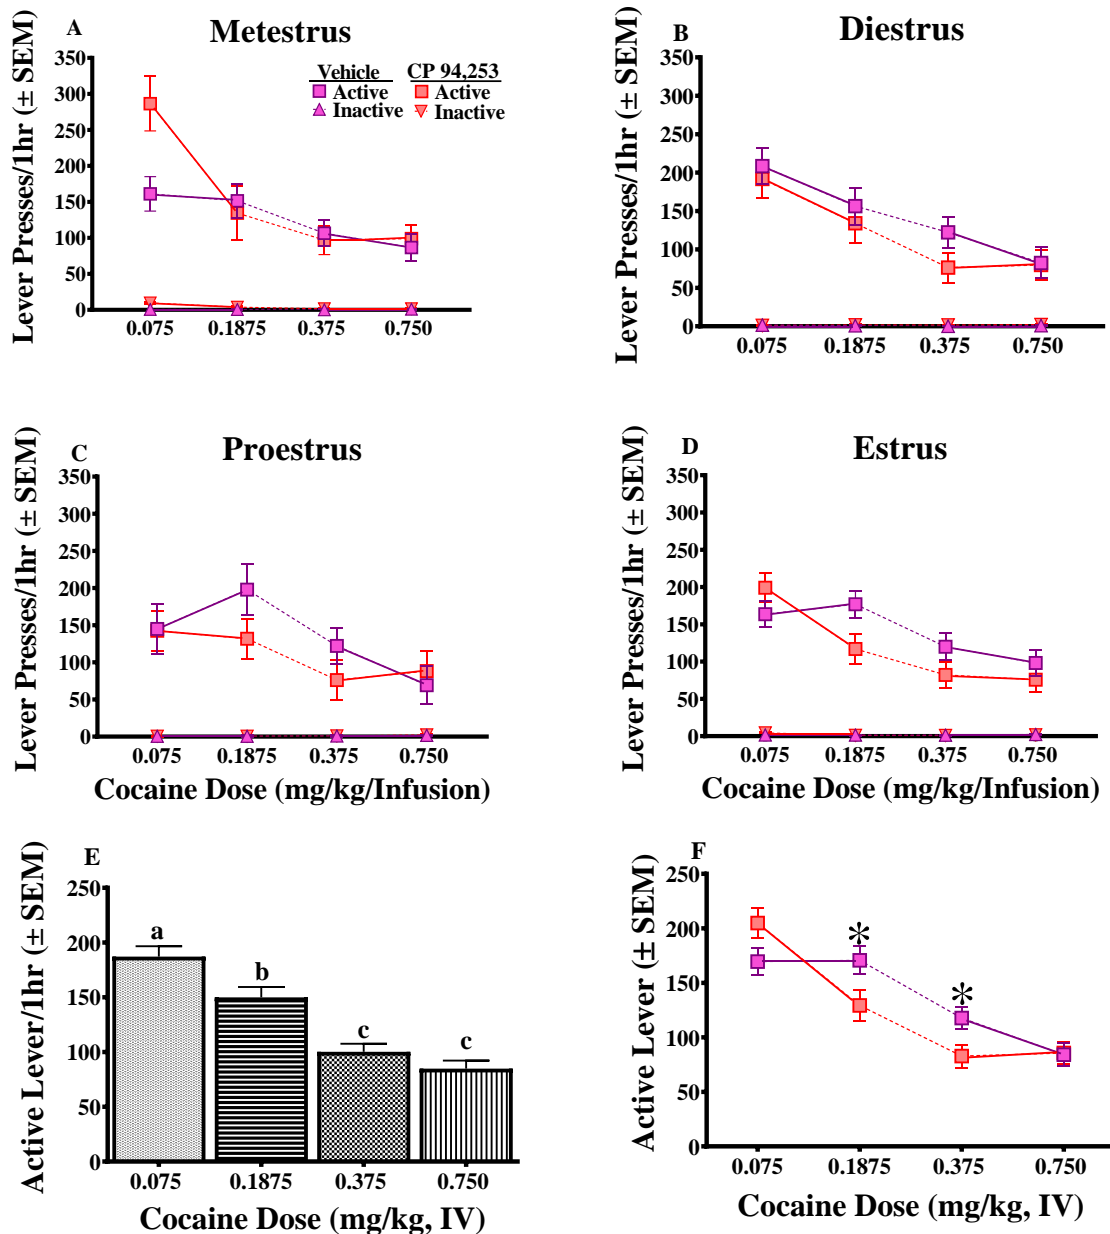 A
Metestrus
Lever Presses/1hr (± SEM)
350
300
250
200
150
100
50
0
Vehicle CP 94,253
Active Active
Inactive Inactive
0.075 0.1875 0.375 0.750
B
Diestrus
Lever Presses/1hr (± SEM)
350
300
250
200
150
100
50
0
0.075 0.1875 0.375 0.750
C
Proestrus
Lever Presses/1hr (± SEM)
350
300
250
200
150
100
50
0
0.075 0.1875 0.375 0.750
Cocaine Dose (mg/kg/Infusion)
D
Estrus
Lever Presses/1hr (± SEM)
350
300
250
200
150
100
50
0
0.075 0.1875 0.375 0.750
Cocaine Dose (mg/kg/Infusion)
E
Active Lever/1hr (± SEM)
250
200
150
100
50
0
a
b
c
c
0.075 0.1875 0.375 0.750
Cocaine Dose (mg/kg, IV)
F
Active Lever (± SEM)
250
200
150
100
50
0
*
*
0.075 0.1875 0.375 0.750
Cocaine Dose (mg/kg, IV)